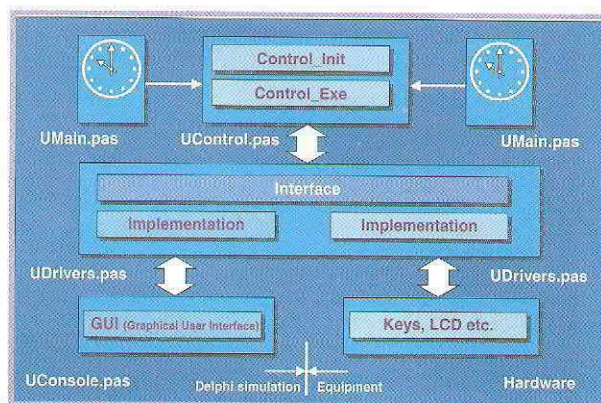 Control_Init
Control_Exe
UMain.pas
UControl.pas
UMain.pas
Interface
Implementation
Implementation
UDrivers.pas
UDrivers.pas
GUI (Graphical User Interface)
Keys, LCD etc.
UConsole.pas
Delphi simulation
Equipment
Hardware